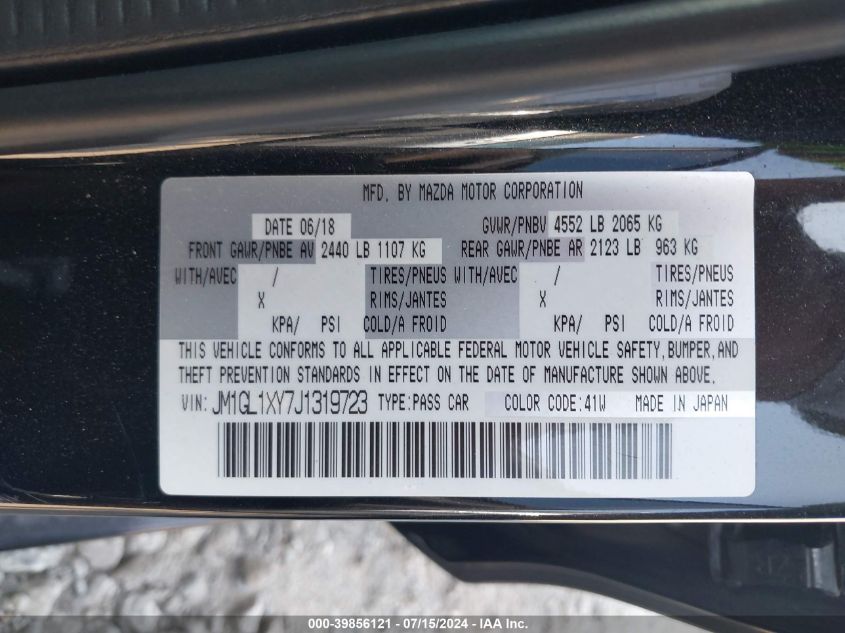 MFD. BY MAZDA MOTOR CORPORATION
DATE 06/18 GVWR/PNBV 4552 LB 2065 KG
FRONT GAWR/PNBE AV 2440 LB 1107 KG REAR GAWR/PNBE AR 2123 LB 963 KG
WITH/AVEC / TIRES/PNEUS WITH/AVEC / TIRES/PNEUS
X RIMS/JANTES X RIMS/JANTES
KPA/ PSI COLD/A FROID KPA/ PSI COLD/A FROID
THIS VEHICLE CONFORMS TO ALL APPLICABLE FEDERAL MOTOR VEHICLE SAFETY, BUMPER, AND
THEFT PREVENTION STANDARDS IN EFFECT ON THE DATE OF MANUFACTURE SHOWN ABOVE.
VIN: JM1GL1XY7J1319723 TYPE: PASS CAR COLOR CODE: 41W MADE IN JAPAN
000-39856121 - 07/15/2024 - IAA Inc.